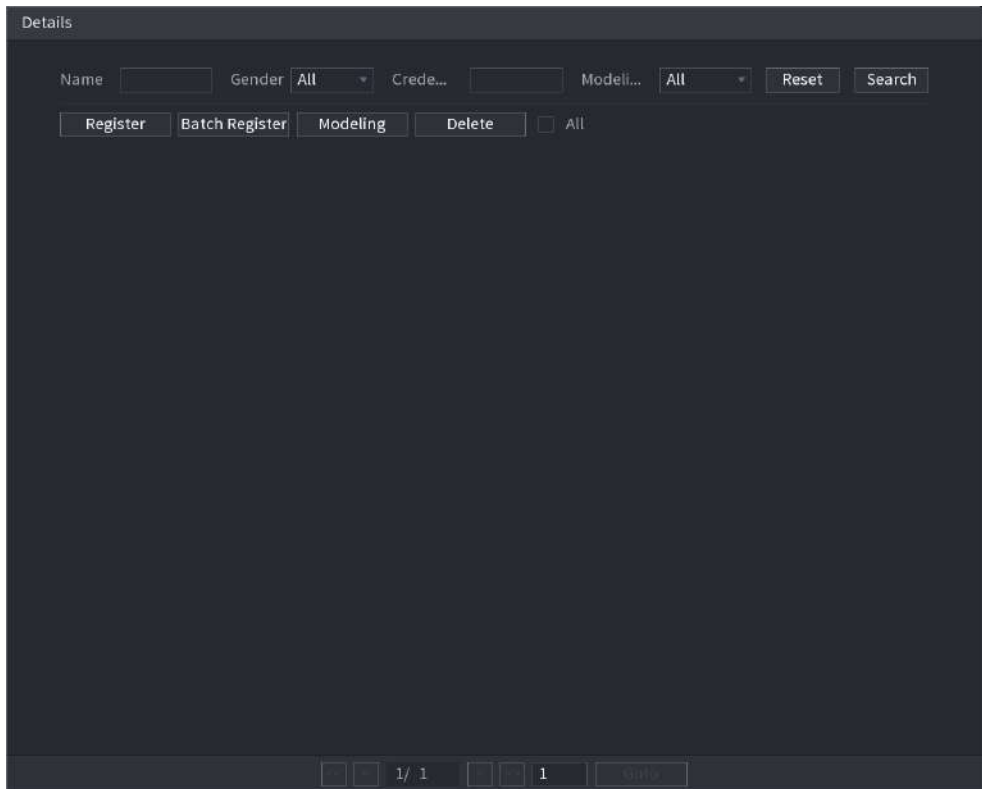 Details
Name Gender All Crede... Modeli... All Reset Search
Register Batch Register Modeling Delete All
1/ 1 1